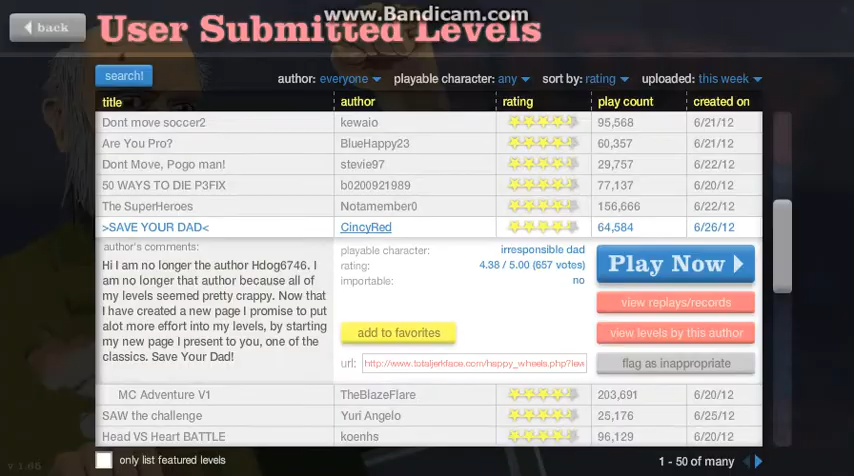 www.Bandicam.com
back
User Submitted Levels
search!
author: everyone playable character: any sort by: rating uploaded: this week
title author rating play count created on
Dont move soccer2 kewaio 95,568 6/21/12
Are You Pro? BlueHappy23 60,357 6/21/12
Dont Move, Pogo man! stevie97 29,757 6/22/12
50 WAYS TO DIE P3FIX b0200921989 77,137 6/20/12
The SuperHeroes Notamember0 156,666 6/22/12
>SAVE YOUR DAD< CincyRed 64,584 6/26/12
author's comments:
Hi I am no longer the author Hdog6746. I
am no longer that author because all of
my levels seemed pretty crappy. Now that
I have created a new page I promise to put
alot more effort into my levels, by starting
my new page I present to you, one of the
classics. Save Your Dad!
playable character: irresponsible dad
rating: 4.38 / 5.00 (657 votes)
importable: no
add to favorites
url: http://www.totaljerkface.com/happy_wheels.php?lev
Play Now
view replays/records
view levels by this author
flag as inappropriate
MC Adventure V1 TheBlazeFlare 203,691 6/20/12
SAW the challenge Yuri Angelo 25,176 6/25/12
Head VS Heart BATTLE koenhs 96,129 6/20/12
only list featured levels
1 - 50 of many
v 1.66